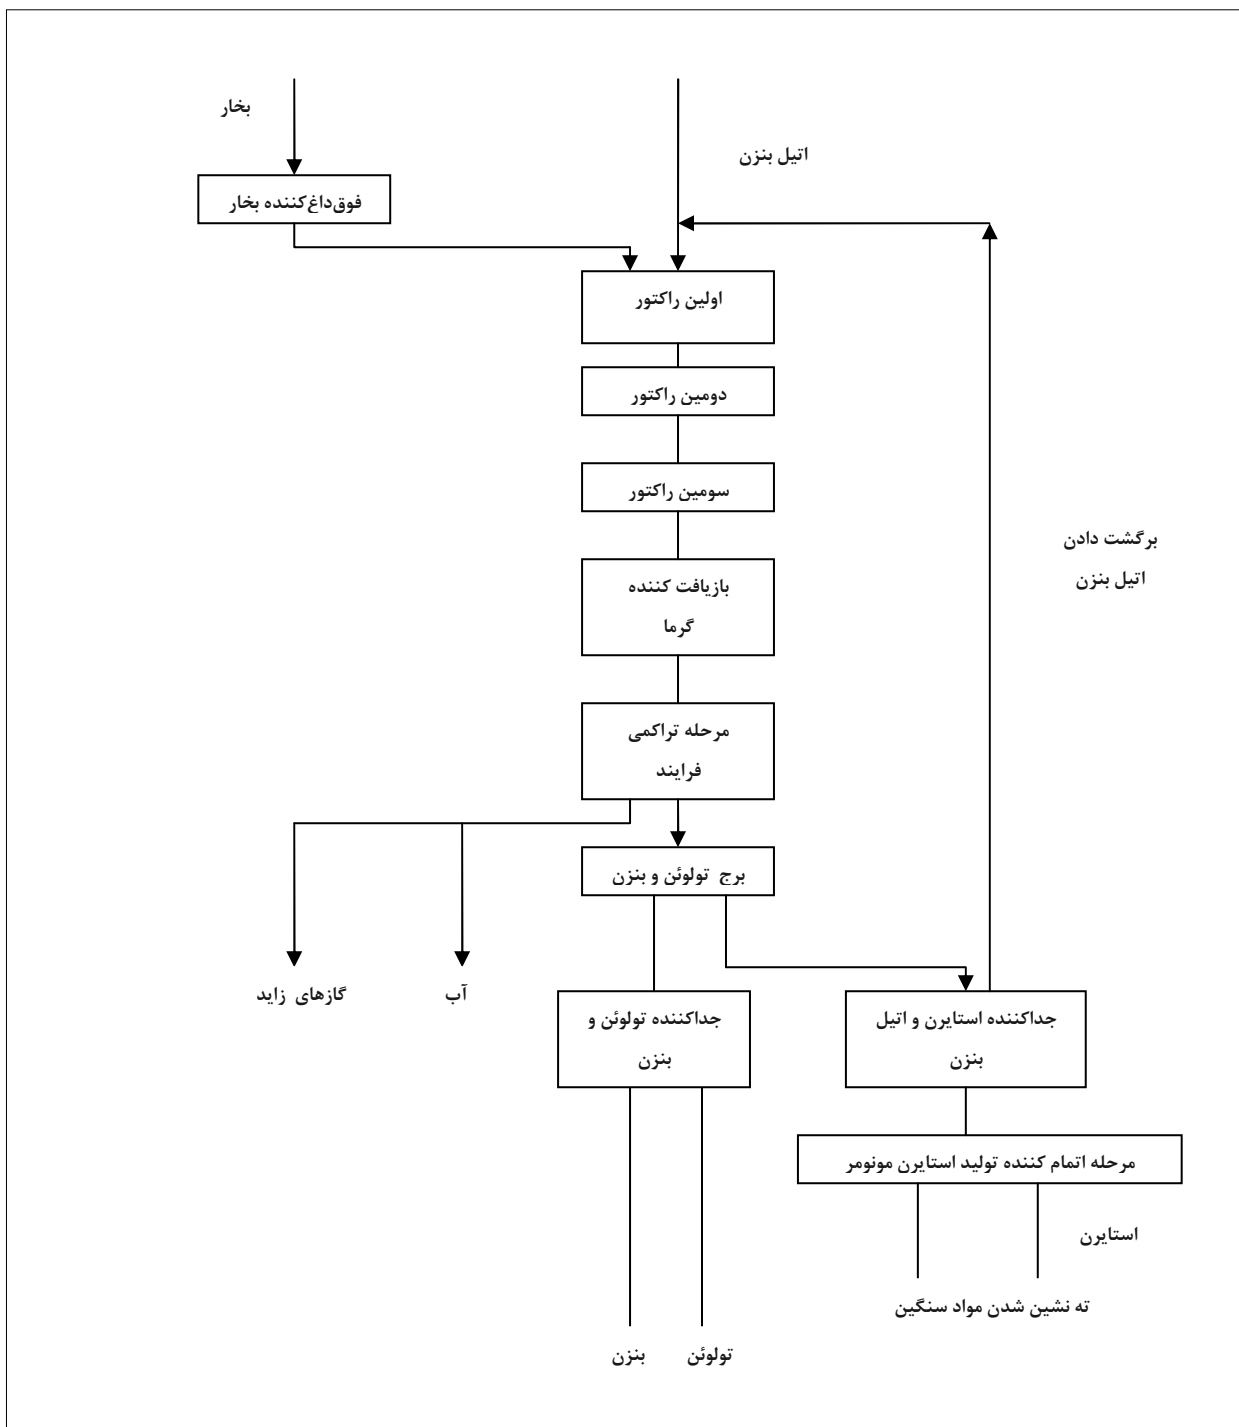 بخار
اتیل بنزن
فوق‌داغ‌کننده بخار
اولین راکتور
دومین راکتور
سومین راکتور
برگشت دادن
اتیل بنزن
بازیافت کننده
گرما
مرحله تراکمی
فرایند
برج تولوئن و بنزن
گازهای زاید
آب
جداکننده تولوئن و
بنزن
جداکننده استایرن و اتیل
بنزن
مرحله اتمام کننده تولید استایرن مونومر
استایرن
ته نشین شدن مواد سنگین
بنزن
تولوئن